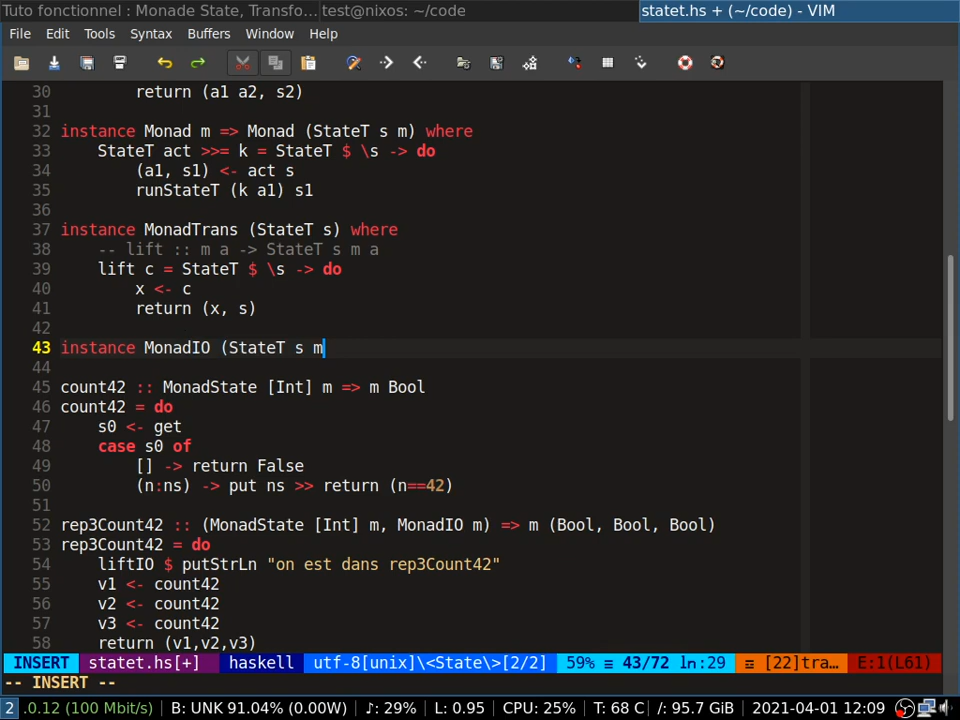 Tuto fonctionnel : Monade State, Transfo... test@nixos: ~/code statet.hs + (~/code) - VIM
File Edit Tools Syntax Buffers Window Help
30 return (a1 a2, s2)
31
32 instance Monad m => Monad (StateT s m) where
33 StateT act >>= k = StateT $ \s -> do
34 (a1, s1) <- act s
35 runStateT (k a1) s1
36
37 instance MonadTrans (StateT s) where
38 -- lift :: m a -> StateT s m a
39 lift c = StateT $ \s -> do
40 x <- c
41 return (x, s)
42
43 instance MonadIO (StateT s m
44
45 count42 :: MonadState [Int] m => m Bool
46 count42 = do
47 s0 <- get
48 case s0 of
49 [] -> return False
50 (n:ns) -> put ns >> return (n==42)
51
52 rep3Count42 :: (MonadState [Int] m, MonadIO m) => m (Bool, Bool, Bool)
53 rep3Count42 = do
54 liftIO $ putStrLn "on est dans rep3Count42"
55 v1 <- count42
56 v2 <- count42
57 v3 <- count42
58 return (v1,v2,v3)
INSERT statet.hs[+] haskell utf-8[unix]\<State\>[2/2] 59% ≡ 43/72 ln:29 ☲ [22]tra… E:1(L61)
-- INSERT --
2 .0.12 (100 Mbit/s) B: UNK 91.04% (0.00W) ♪: 29% L: 0.95 CPU: 25% T: 68 C /: 95.7 GiB 2021-04-01 12:09